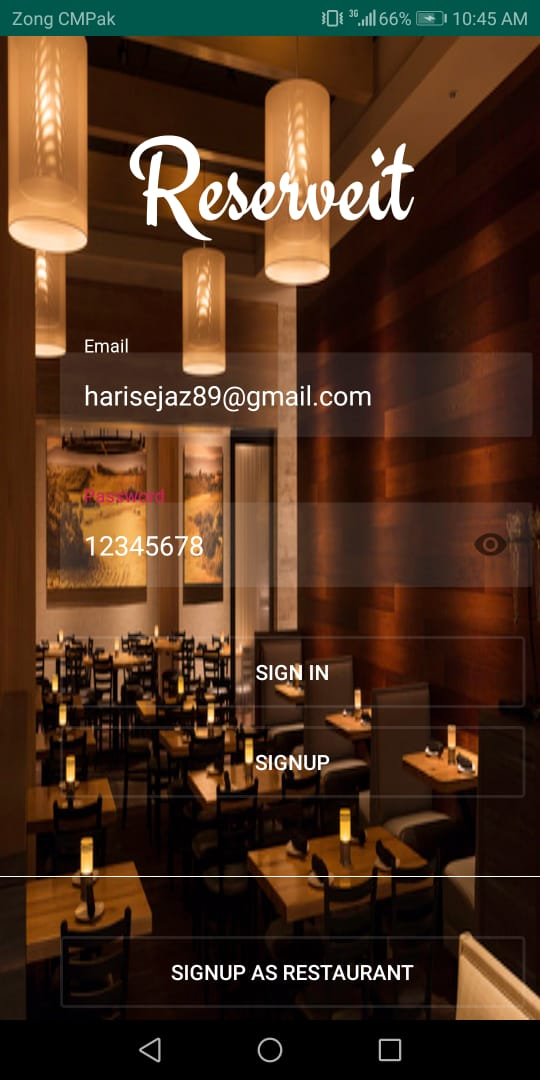 Zong CMPak 3G 66% 10:45 AM
Reserveit
Email
harisejaz89@gmail.com
Password
12345678
SIGN IN
SIGNUP
SIGNUP AS RESTAURANT